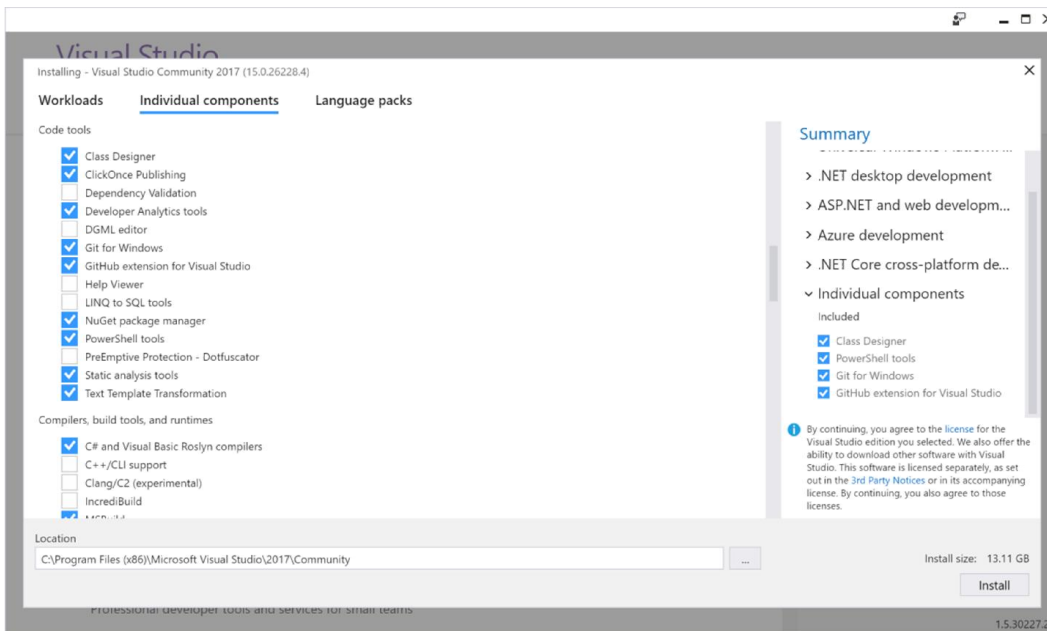 Visual Studio
Installing - Visual Studio Community 2017 (15.0.26228.4)
Workloads Individual components Language packs
Code tools
Class Designer
ClickOnce Publishing
Dependency Validation
Developer Analytics tools
DGML editor
Git for Windows
GitHub extension for Visual Studio
Help Viewer
LINQ to SQL tools
NuGet package manager
PowerShell tools
PreEmptive Protection - Dotfuscator
Static analysis tools
Text Template Transformation
Compilers, build tools, and runtimes
C# and Visual Basic Roslyn compilers
C++/CLI support
Clang/C2 (experimental)
IncrediBuild
MSBuild
Summary
.NET desktop development
ASP.NET and web developm...
Azure development
.NET Core cross-platform de...
Individual components
Included
Class Designer
PowerShell tools
Git for Windows
GitHub extension for Visual Studio
By continuing, you agree to the license for the
Visual Studio edition you selected. We also offer the
ability to download other software with Visual
Studio. This software is licensed separately, as set
out in the 3rd Party Notices or in its accompanying
license. By continuing, you also agree to those
licenses.
Location
C:\Program Files (x86)\Microsoft Visual Studio\2017\Community
...
Install size: 13.11 GB
Install
Professional developer tools and services for small teams
1.5.30227.2